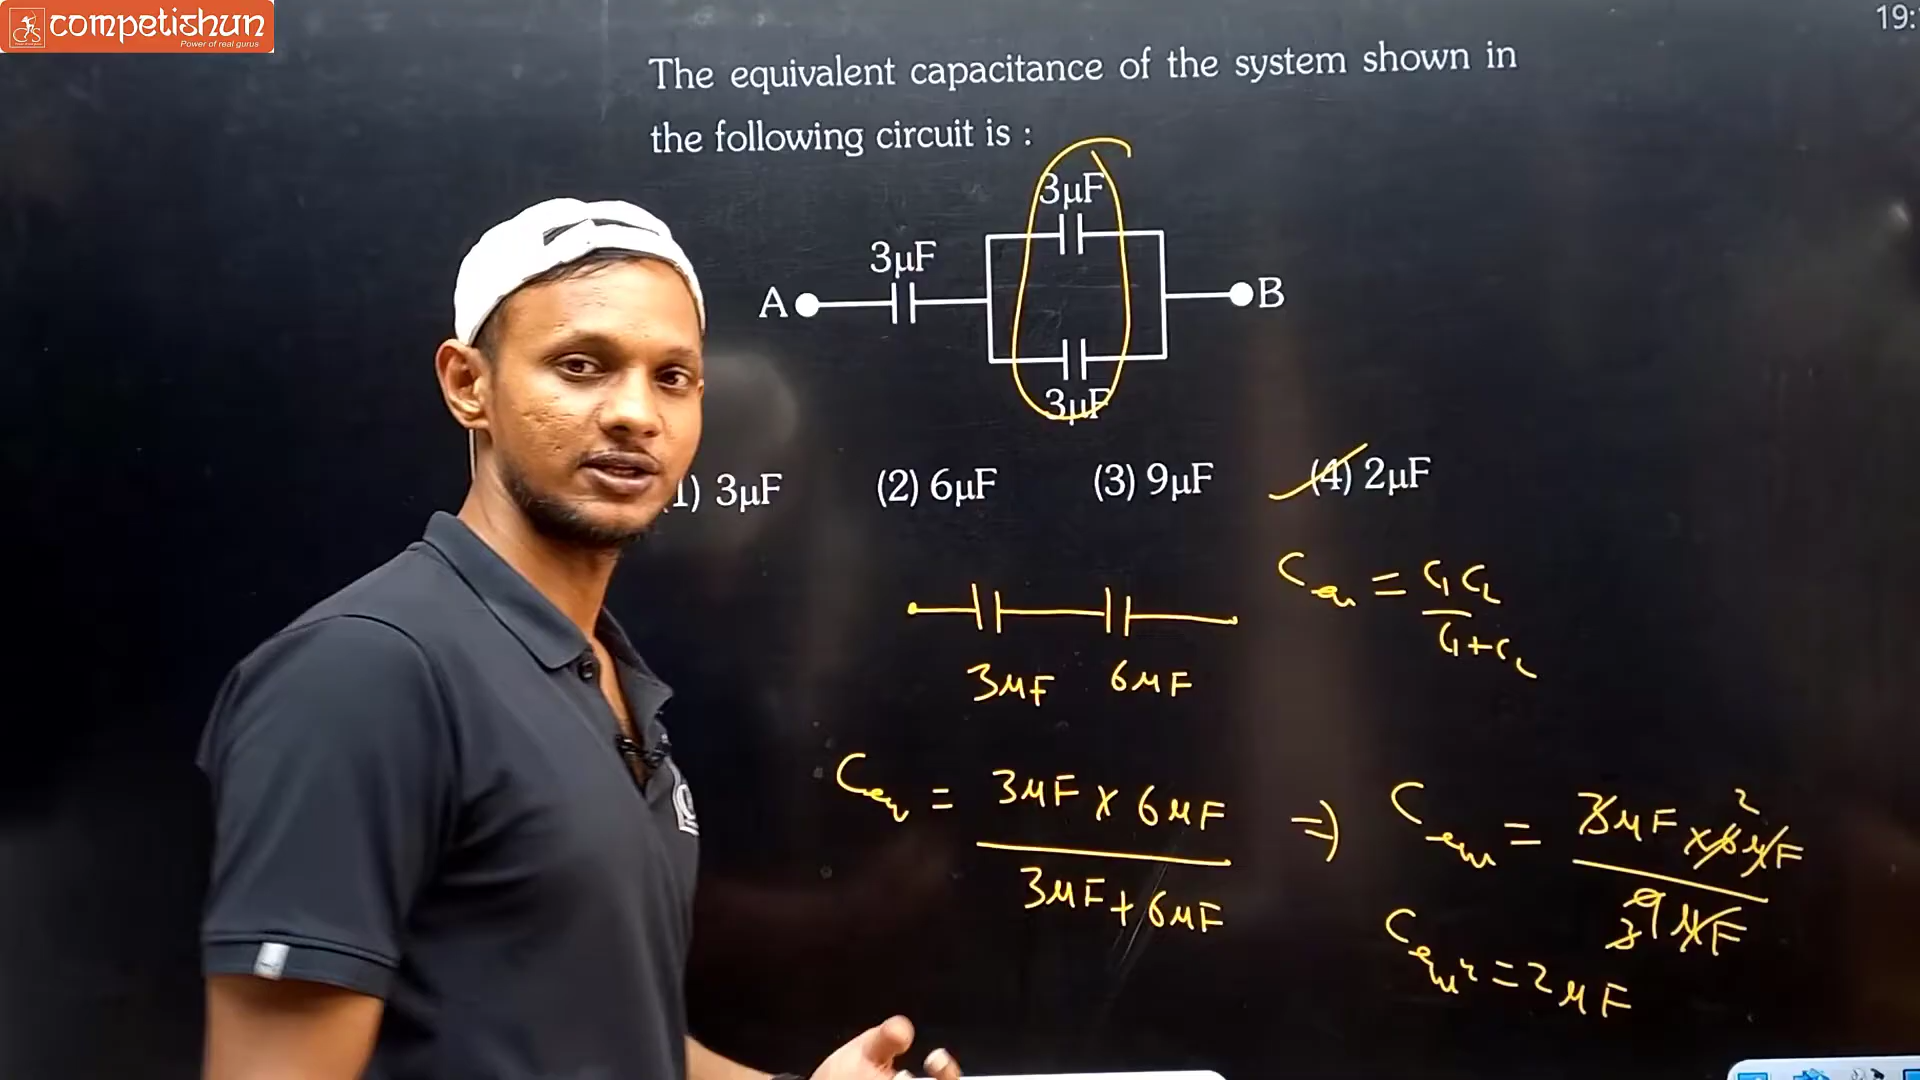 competishun
Power of real gurus
19:
The equivalent capacitance of the system shown in
the following circuit is :
3μF
3μF
A
B
3μF
1) 3μF (2) 6μF (3) 9μF (4) 2μF
Ceq = C₁C₂ / C₁+C₂
3μF 6μF
Ceq = 3μF × 6μF / 3μF + 6μF ⇒ Ceq = 3μF × 6μF / 9μF
2
3
Ceq = 2μF